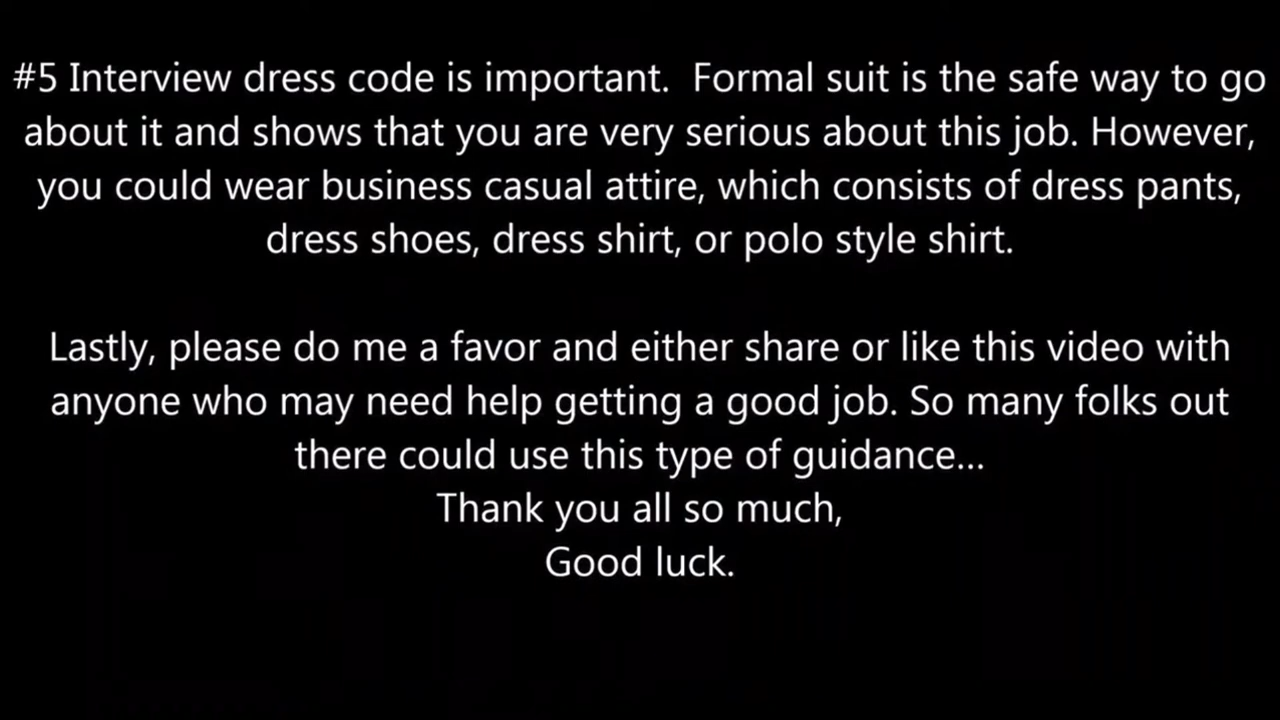 #5 Interview dress code is important.  Formal suit is the safe way to go
about it and shows that you are very serious about this job. However,
you could wear business casual attire, which consists of dress pants,
dress shoes, dress shirt, or polo style shirt.
Lastly, please do me a favor and either share or like this video with
anyone who may need help getting a good job. So many folks out
there could use this type of guidance...
Thank you all so much,
Good luck.